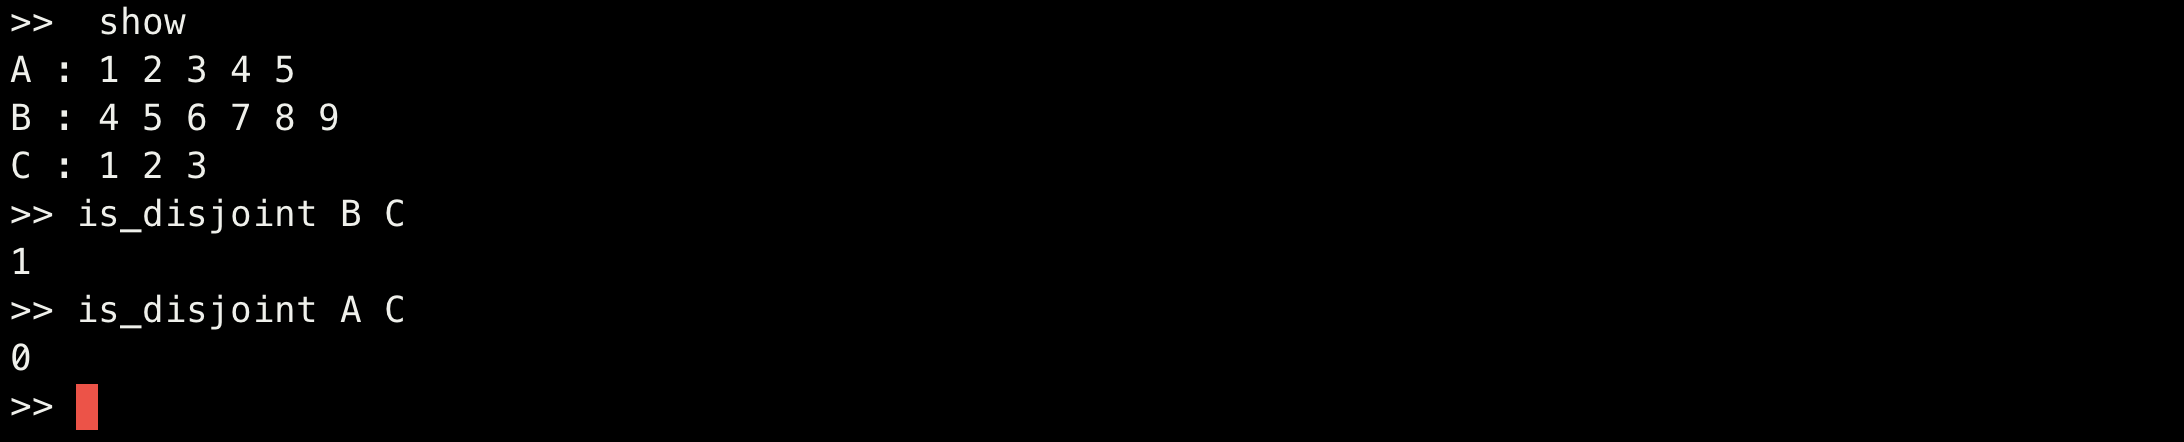 >>  show
A : 1 2 3 4 5
B : 4 5 6 7 8 9
C : 1 2 3
>> is_disjoint B C
1
>> is_disjoint A C
0
>>